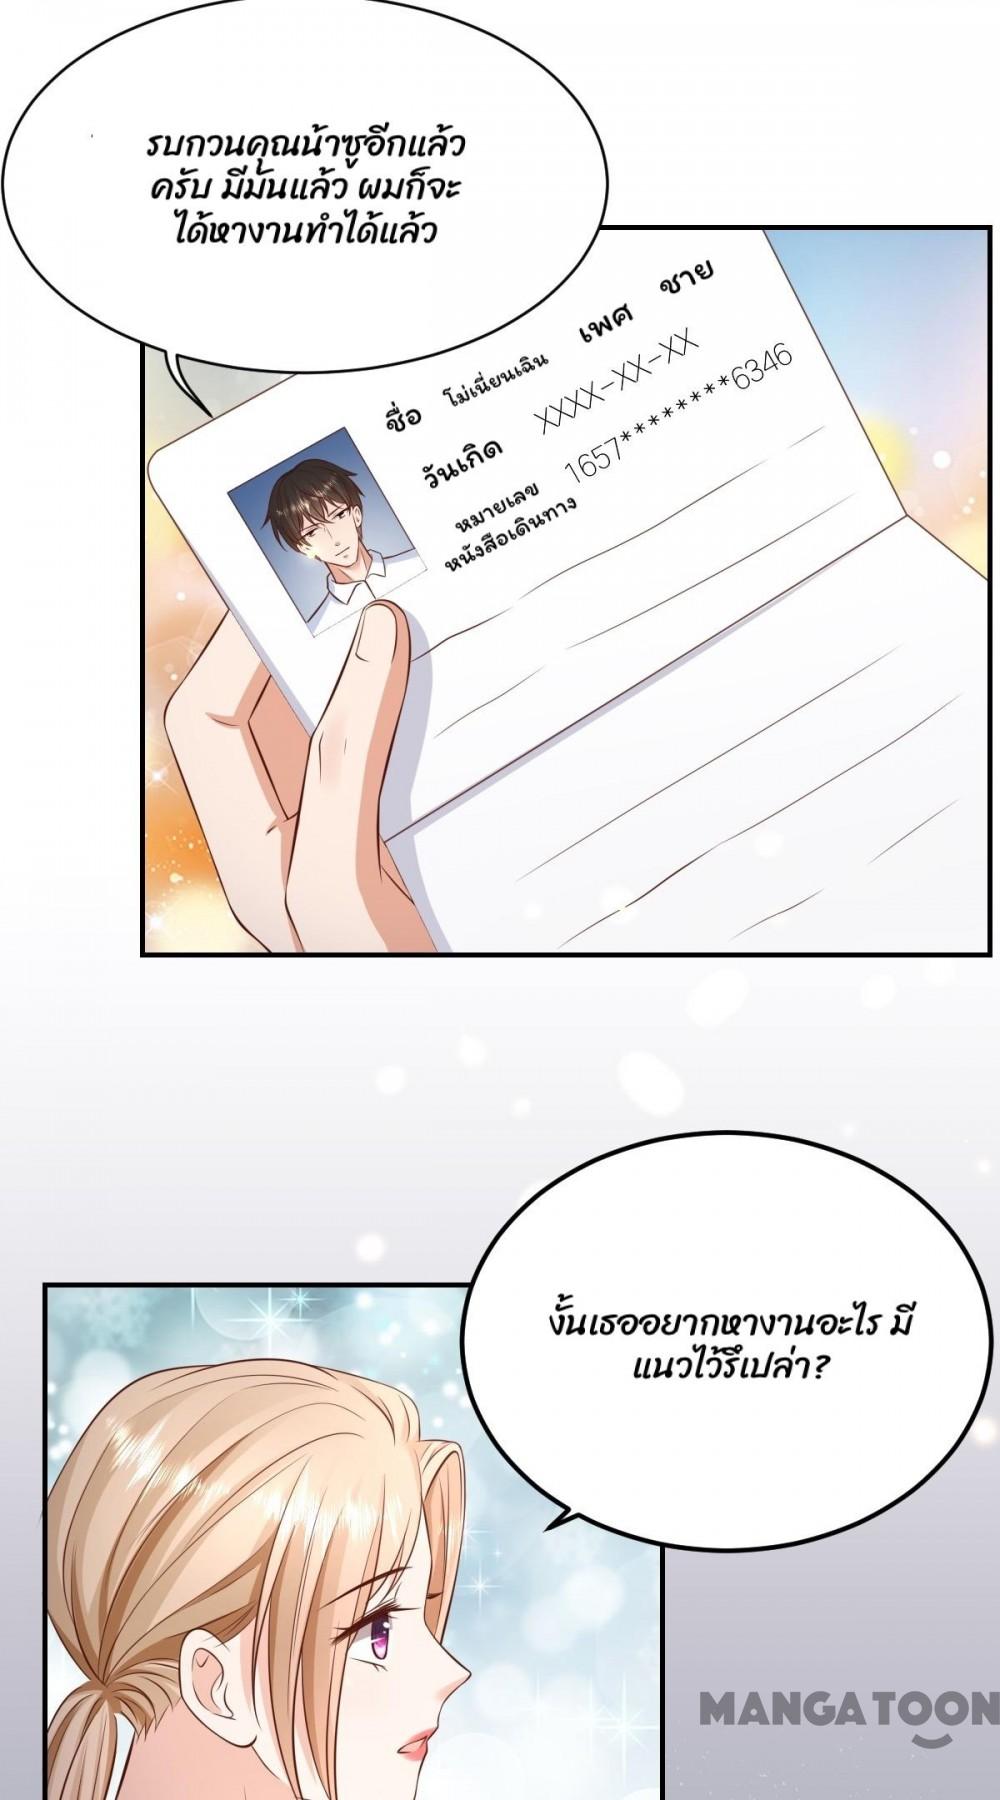 รบกวนคุณน้าซูอีกแล้ว
ครับ มีมันแล้ว ผมก็จะ
ได้หางานทำได้แล้ว
ชื่อ โม่เนี่ยนเฉิน เพศ ชาย
วันเกิด XXXX-XX-XX
หมายเลข
หนังสือเดินทาง 1657********6346
งั้นเธออยากหางานอะไร มี
แนวไว้รึเปล่า?
MANGATOON